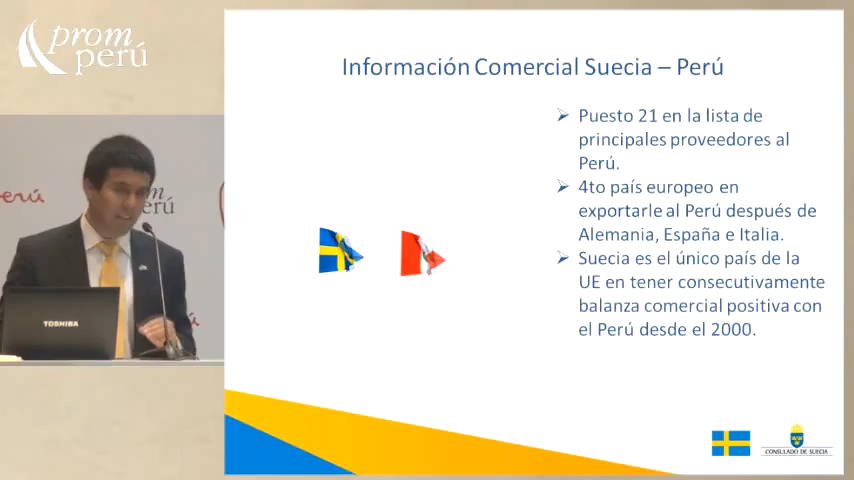 prom
perú
Información Comercial Suecia – Perú
Puesto 21 en la lista de
principales proveedores al
Perú.
4to país europeo en
exportarle al Perú después de
Alemania, España e Italia.
Suecia es el único país de la
UE en tener consecutivamente
balanza comercial positiva con
el Perú desde el 2000.
erú
erú
TOSHIBA
CONSULADO DE SUECIA